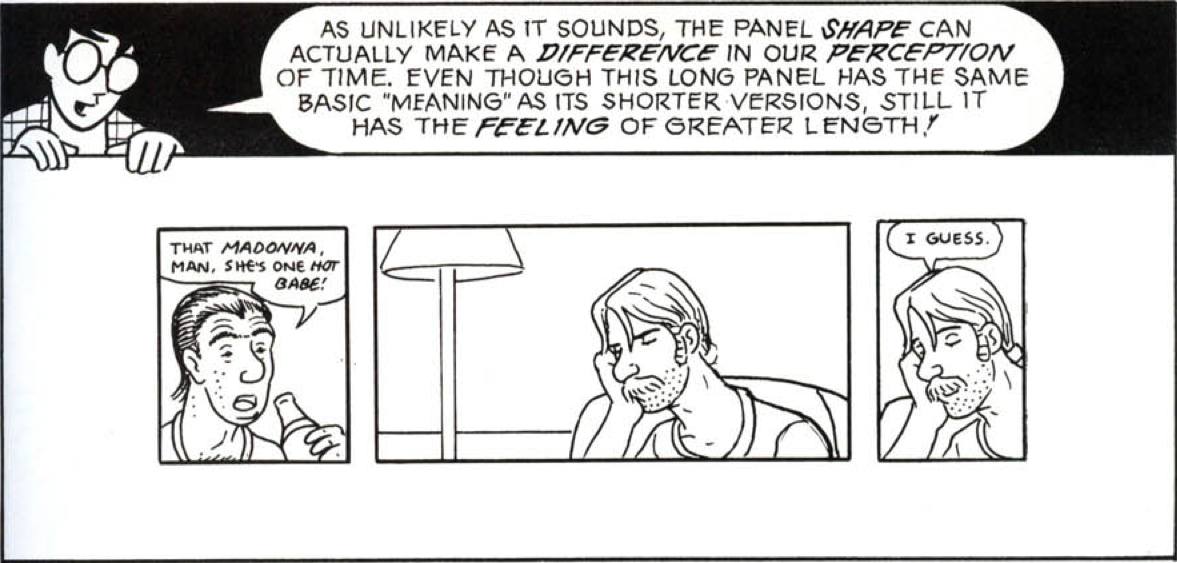 AS UNLIKELY AS IT SOUNDS, THE PANEL SHAPE CAN
ACTUALLY MAKE A DIFFERENCE IN OUR PERCEPTION
OF TIME. EVEN THOUGH THIS LONG PANEL HAS THE SAME
BASIC "MEANING" AS ITS SHORTER VERSIONS, STILL IT
HAS THE FEELING OF GREATER LENGTH!
THAT MADONNA,
MAN, SHE'S ONE HOT
BABE!
I GUESS.